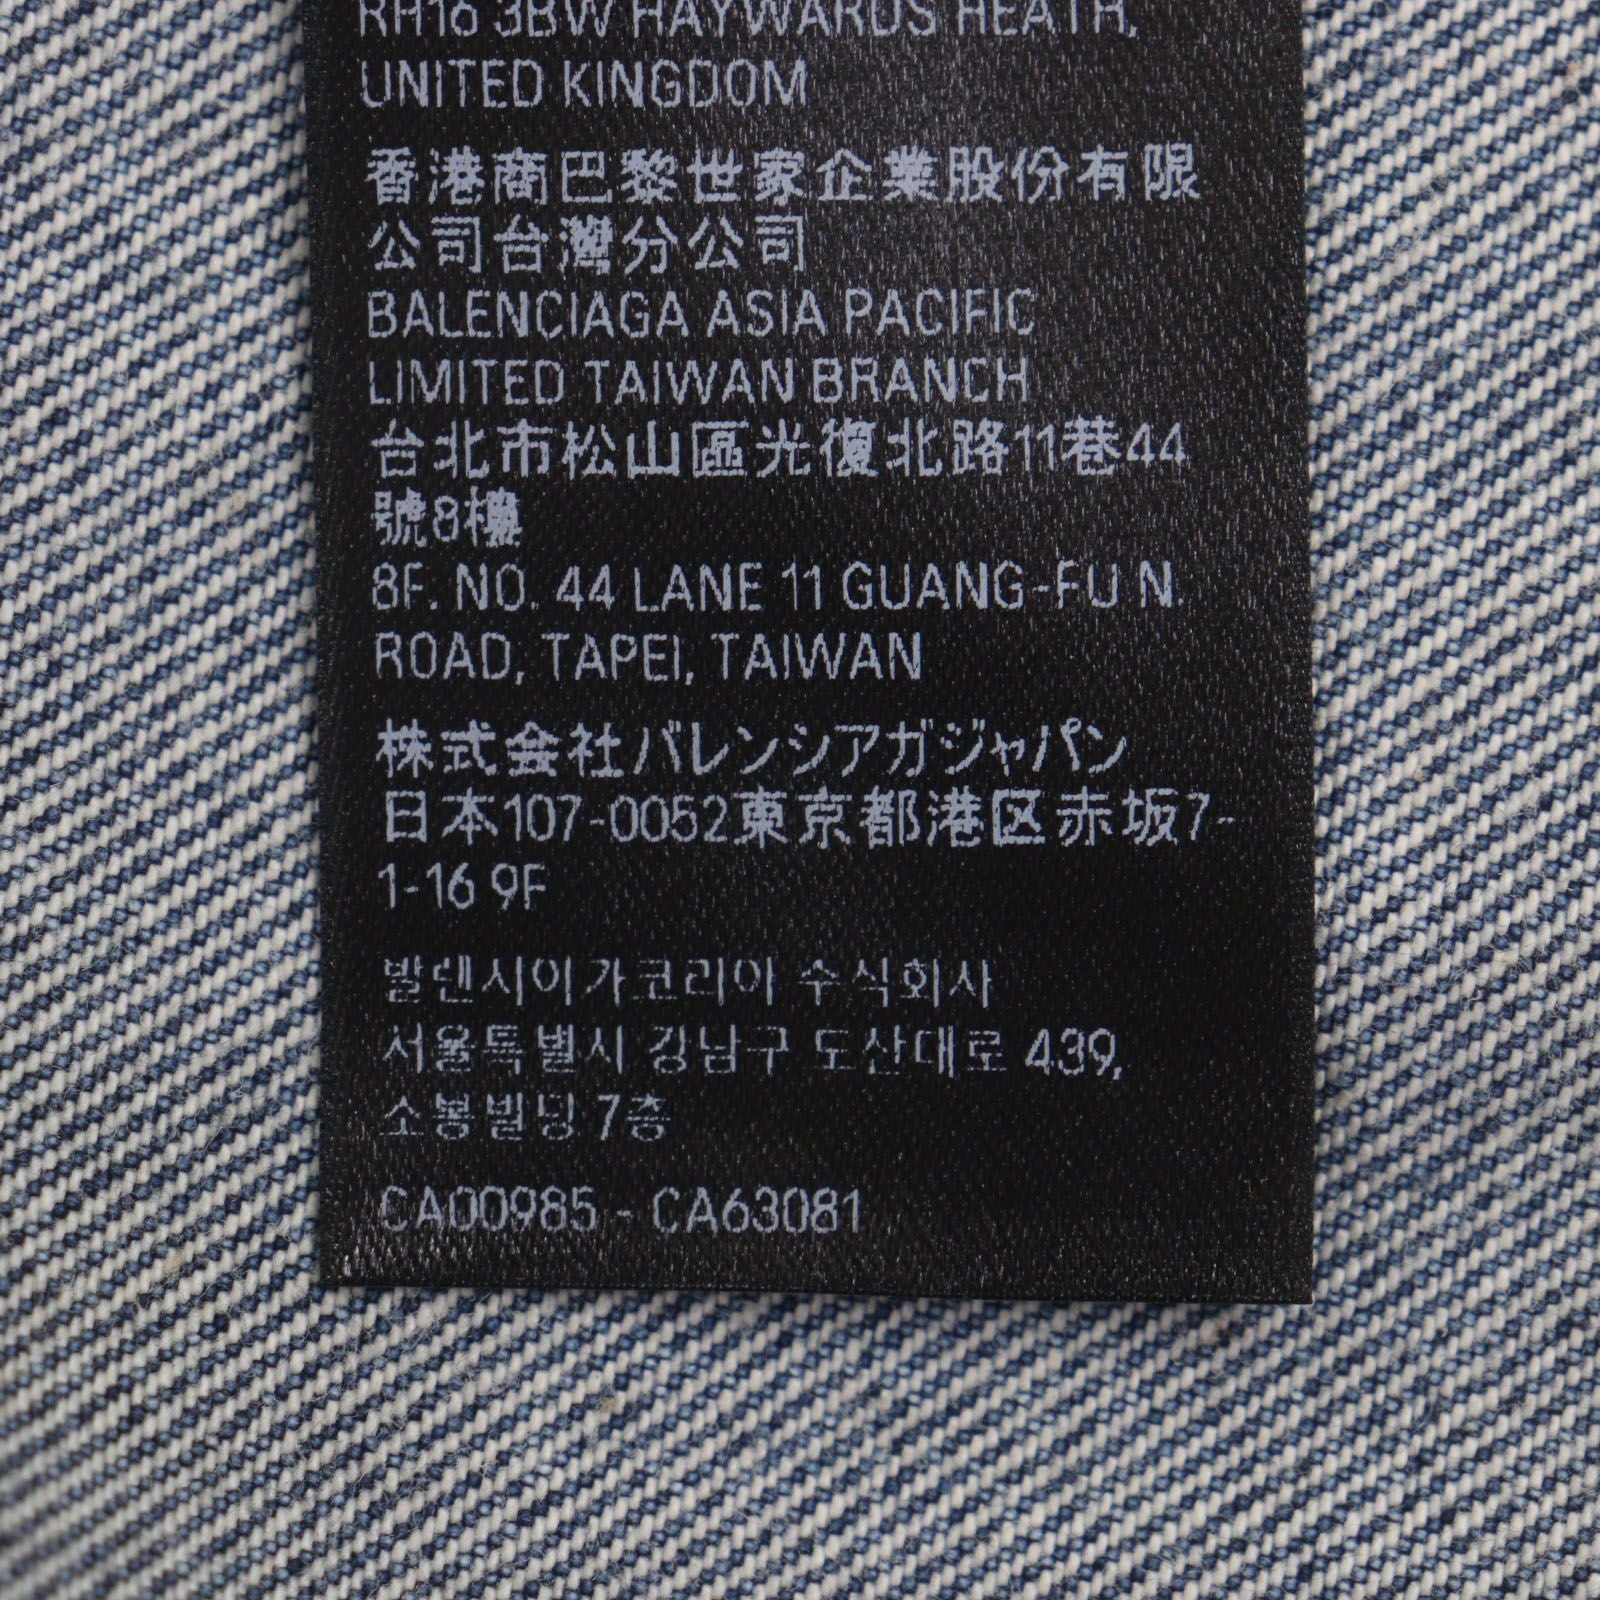 RH16 3BW HAYWARDS HEATH,
UNITED KINGDOM
香港商巴黎世家企業股份有限
公司台灣分公司
BALENCIAGA ASIA PACIFIC
LIMITED TAIWAN BRANCH
台北市松山區光復北路11巷44
號8樓
8F. NO. 44 LANE 11 GUANG-FU N.
ROAD, TAPEI, TAIWAN
株式会社バレンシアガジャパン
日本107-0052東京都港区赤坂7-
1-16 9F
발렌시아가코리아 수식회사
서울특별시 강남구 도산대로 439,
소봉빌딩 7층
CA00985 - CA63081